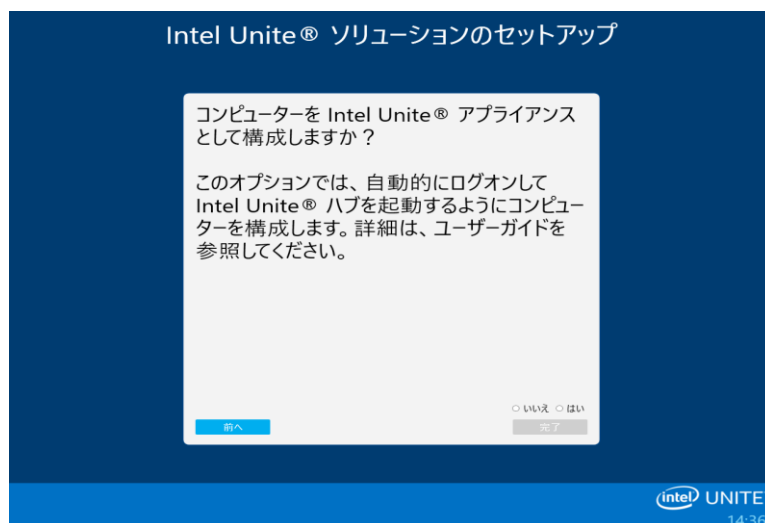 Intel Unite® ソリューションのセットアップ
コンピューターを Intel Unite® アプライアンス
として構成しますか？
このオプションでは、自動的にログオンして
Intel Unite® ハブを起動するようにコンピュー
ターを構成します。詳細は、ユーザーガイドを
参照してください。
いいえ はい
前へ 完了
intel UNITE
14:36